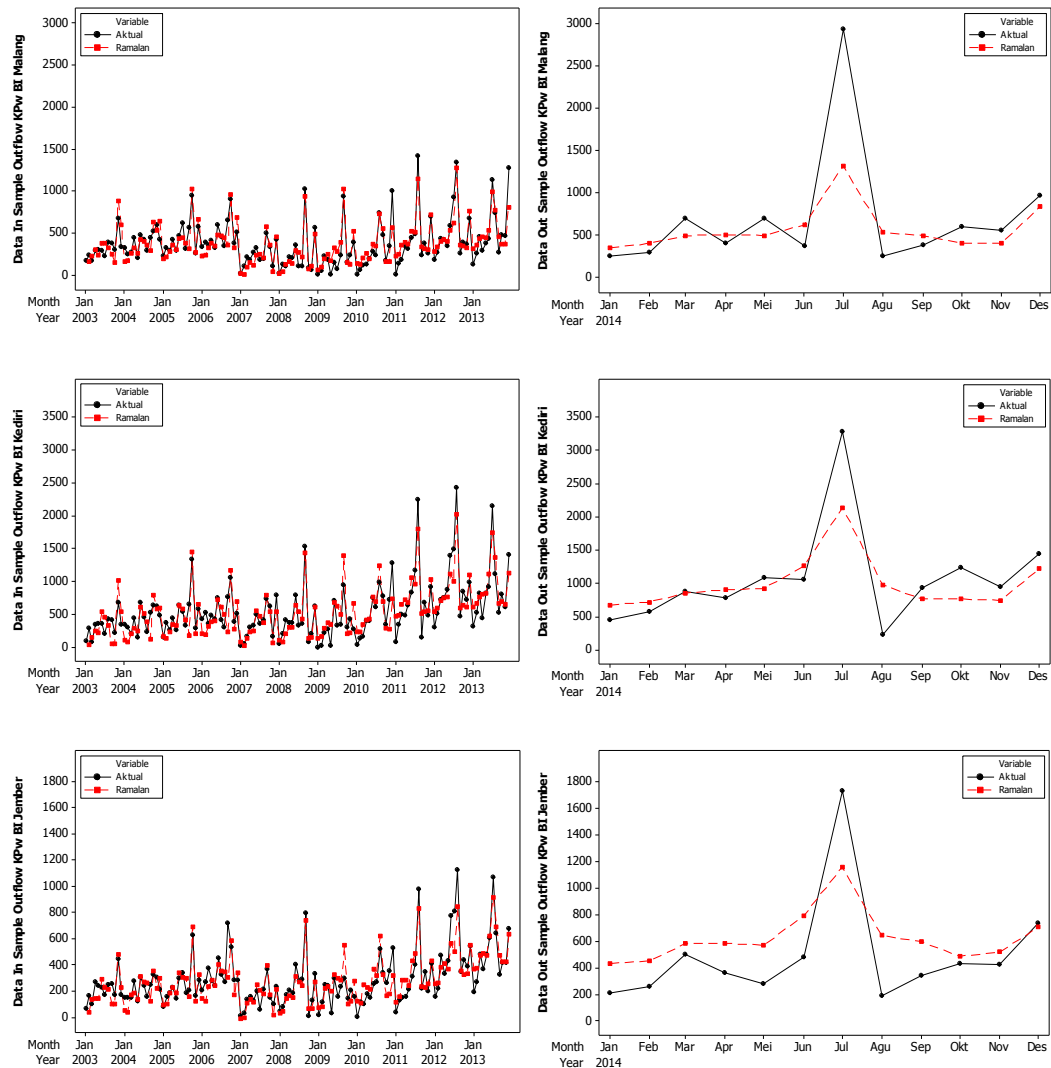 Data In Sample Outflow KPw BI Malang
3000
2500
2000
1500
1000
500
0
Variable
Aktual
Ramalan
Month Jan Jan Jan Jan Jan Jan Jan Jan Jan Jan Jan
Year 2003 2004 2005 2006 2007 2008 2009 2010 2011 2012 2013
Data Out Sample Outflow KPw BI Malang
3000
2500
2000
1500
1000
500
0
Variable
Aktual
Ramalan
Month Jan Feb Mar Apr Mei Jun Jul Agu Sep Okt Nov Des
Year 2014
Data In Sample Outflow KPw BI Kediri
3500
3000
2500
2000
1500
1000
500
0
Variable
Aktual
Ramalan
Month Jan Jan Jan Jan Jan Jan Jan Jan Jan Jan Jan
Year 2003 2004 2005 2006 2007 2008 2009 2010 2011 2012 2013
Data Out Sample Outflow KPw BI Kediri
3500
3000
2500
2000
1500
1000
500
0
Variable
Aktual
Ramalan
Month Jan Feb Mar Apr Mei Jun Jul Agu Sep Okt Nov Des
Year 2014
Data In Sample Outflow KPw BI Jember
1800
1600
1400
1200
1000
800
600
400
200
0
Variable
Aktual
Ramalan
Month Jan Jan Jan Jan Jan Jan Jan Jan Jan Jan Jan
Year 2003 2004 2005 2006 2007 2008 2009 2010 2011 2012 2013
Data Out Sample Outflow KPw BI Jember
1800
1600
1400
1200
1000
800
600
400
200
0
Variable
Aktual
Ramalan
Month Jan Feb Mar Apr Mei Jun Jul Agu Sep Okt Nov Des
Year 2014